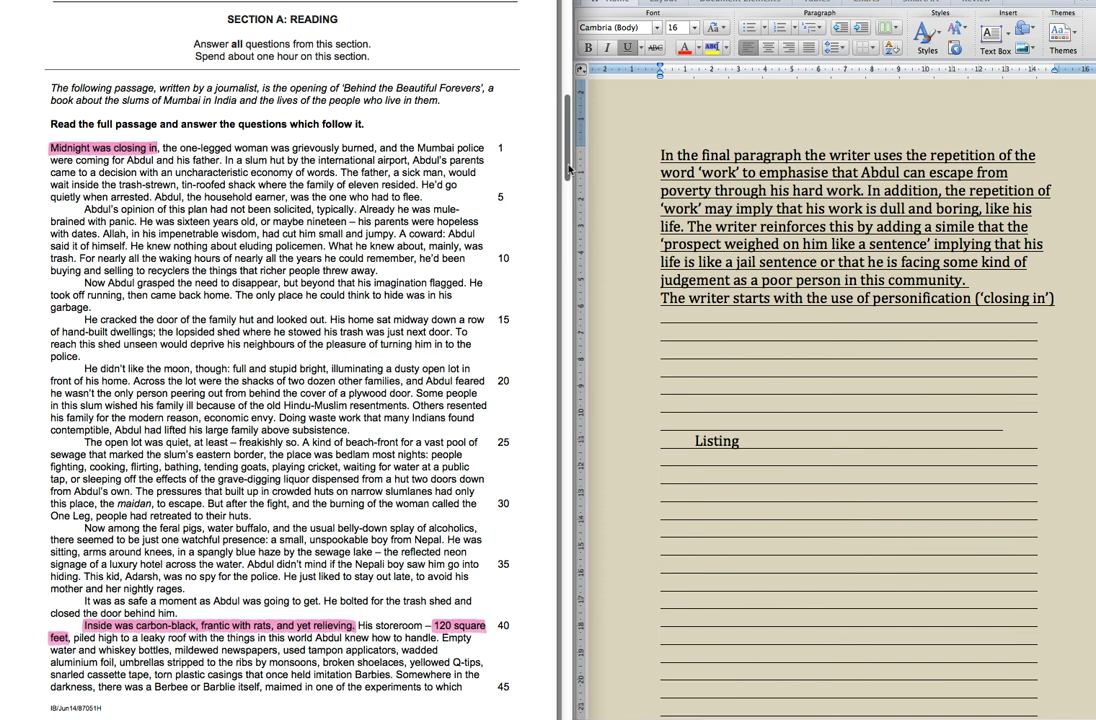 SECTION A: READING
Answer all questions from this section.
Spend about one hour on this section.
The following passage, written by a journalist, is the opening of 'Behind the Beautiful Forevers', a
book about the slums of Mumbai in India and the lives of the people who live in them.
Read the full passage and answer the questions which follow it.
Midnight was closing in, the one-legged woman was grievously burned, and the Mumbai police 1
were coming for Abdul and his father. In a slum hut by the international airport, Abdul's parents
came to a decision with an uncharacteristic economy of words. The father, a sick man, would
wait inside the trash-strewn, tin-roofed shack where the family of eleven resided. He'd go
quietly when arrested. Abdul, the household earner, was the one who had to flee. 5
Abdul's opinion of this plan had not been solicited, typically. Already he was mule-
brained with panic. He was sixteen years old, or maybe nineteen – his parents were hopeless
with dates. Allah, in his impenetrable wisdom, had cut him small and jumpy. A coward: Abdul
said it of himself. He knew nothing about eluding policemen. What he knew about, mainly, was
trash. For nearly all the waking hours of nearly all the years he could remember, he'd been 10
buying and selling to recyclers the things that richer people threw away.
Now Abdul grasped the need to disappear, but beyond that his imagination flagged. He
took off running, then came back home. The only place he could think to hide was in his
garbage.
He cracked the door of the family hut and looked out. His home sat midway down a row 15
of hand-built dwellings; the lopsided shed where he stowed his trash was just next door. To
reach this shed unseen would deprive his neighbours of the pleasure of turning him in to the
police.
He didn't like the moon, though: full and stupid bright, illuminating a dusty open lot in
front of his home. Across the lot were the shacks of two dozen other families, and Abdul feared 20
he wasn't the only person peering out from behind the cover of a plywood door. Some people
in this slum wished his family ill because of the old Hindu-Muslim resentments. Others resented
his family for the modern reason, economic envy. Doing waste work that many Indians found
contemptible, Abdul had lifted his large family above subsistence.
The open lot was quiet, at least – freakishly so. A kind of beach-front for a vast pool of 25
sewage that marked the slum's eastern border, the place was bedlam most nights: people
fighting, cooking, flirting, bathing, tending goats, playing cricket, waiting for water at a public
tap, or sleeping off the effects of the grave-digging liquor dispensed from a hut two doors down
from Abdul's own. The pressures that built up in crowded huts on narrow slumlanes had only
this place, the maidan, to escape. But after the fight, and the burning of the woman called the 30
One Leg, people had retreated to their huts.
Now among the feral pigs, water buffalo, and the usual belly-down splay of alcoholics,
there seemed to be just one watchful presence: a small, unspookable boy from Nepal. He was
sitting, arms around knees, in a spangly blue haze by the sewage lake – the reflected neon
signage of a luxury hotel across the water. Abdul didn't mind if the Nepali boy saw him go into 35
hiding. This kid, Adarsh, was no spy for the police. He just liked to stay out late, to avoid his
mother and her nightly rages.
It was as safe a moment as Abdul was going to get. He bolted for the trash shed and
closed the door behind him.
Inside was carbon-black, frantic with rats, and yet relieving. His storeroom – 120 square 40
feet, piled high to a leaky roof with the things in this world Abdul knew how to handle. Empty
water and whiskey bottles, mildewed newspapers, used tampon applicators, wadded
aluminium foil, umbrellas stripped to the ribs by monsoons, broken shoelaces, yellowed Q-tips,
snarled cassette tape, torn plastic casings that once held imitation Barbies. Somewhere in the
darkness, there was a Berbee or Barblie itself, maimed in one of the experiments to which 45
IB/Jun14/87051H
Font Paragraph Styles Insert Themes
Cambria (Body) 16
B I U ABC
Styles Text Box Themes
In the final paragraph the writer uses the repetition of the
word 'work' to emphasise that Abdul can escape from
poverty through his hard work. In addition, the repetition of
'work' may imply that his work is dull and boring, like his
life. The writer reinforces this by adding a simile that the
'prospect weighed on him like a sentence' implying that his
life is like a jail sentence or that he is facing some kind of
judgement as a poor person in this community.
The writer starts with the use of personification ('closing in')
Listing